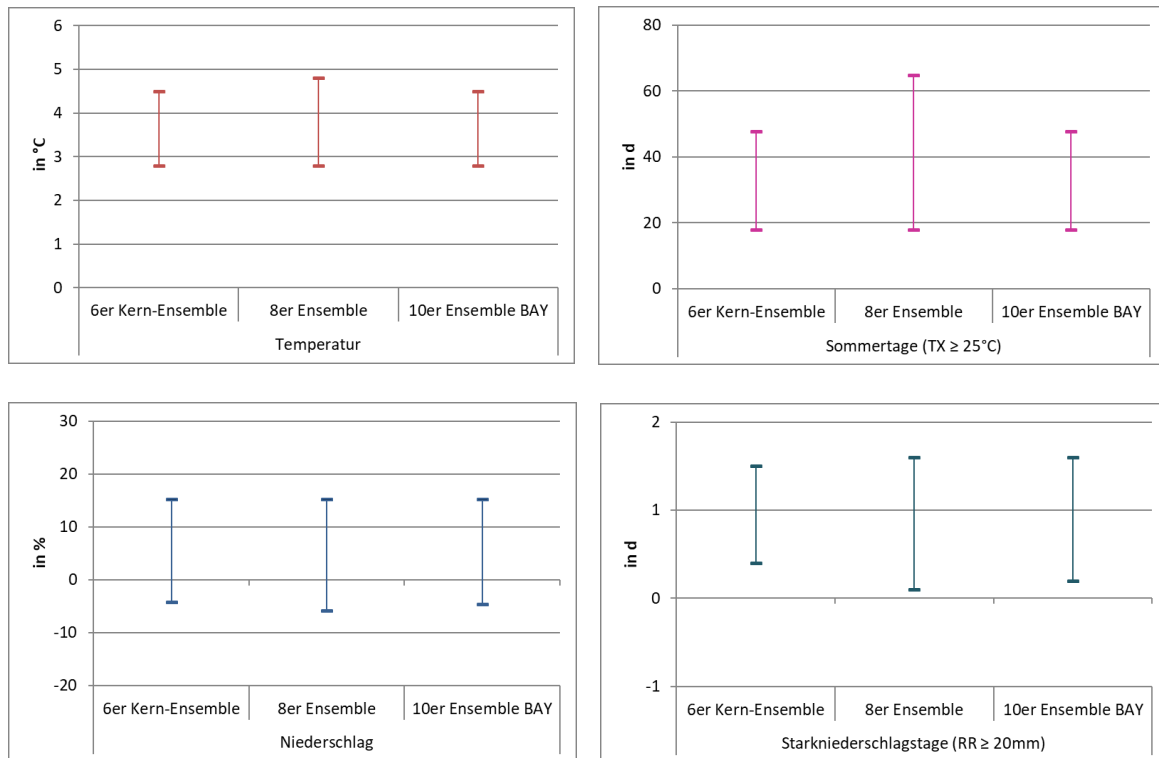 6
5
4
3
2
1
0
in °C
6er Kern-Ensemble
8er Ensemble
10er Ensemble BAY
Temperatur
80
60
40
20
0
in d
6er Kern-Ensemble
8er Ensemble
10er Ensemble BAY
Sommertage (TX ≥ 25°C)
30
20
10
0
-10
-20
in %
6er Kern-Ensemble
8er Ensemble
10er Ensemble BAY
Niederschlag
2
1
0
-1
in d
6er Kern-Ensemble
8er Ensemble
10er Ensemble BAY
Starkniederschlagstage (RR ≥ 20mm)